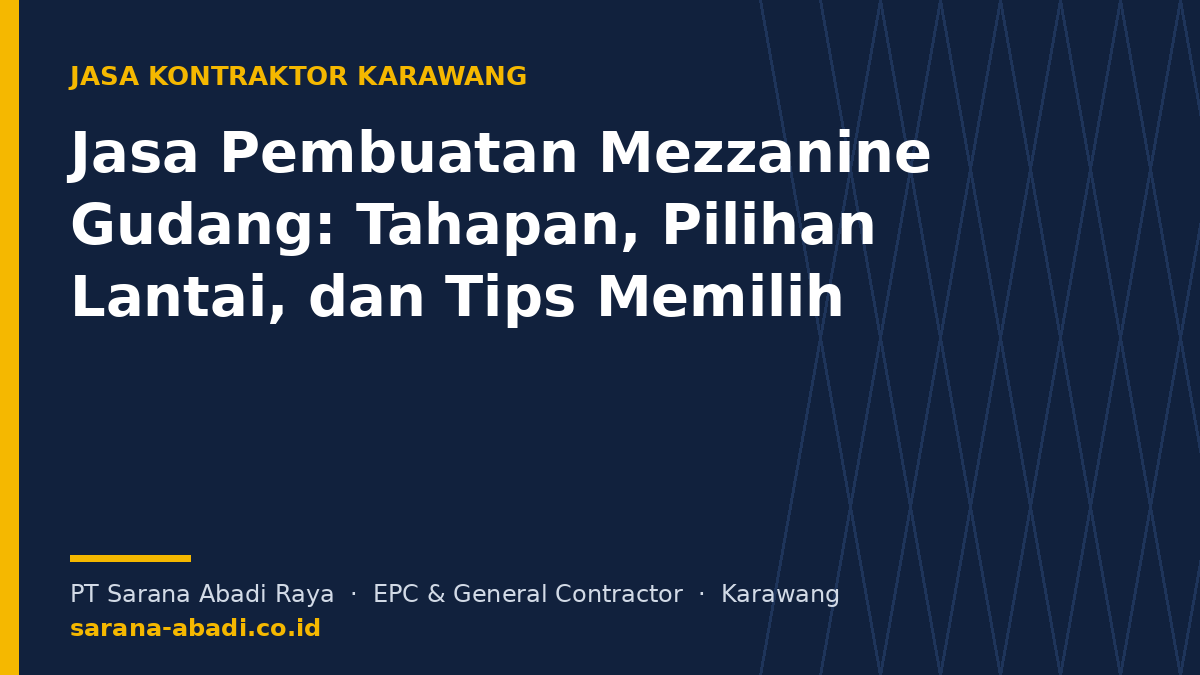 JASA KONTRAKTOR KARAWANG
Jasa Pembuatan Mezzanine
Gudang: Tahapan, Pilihan
Lantai, dan Tips Memilih
PT Sarana Abadi Raya · EPC & General Contractor · Karawang
sarana-abadi.co.id